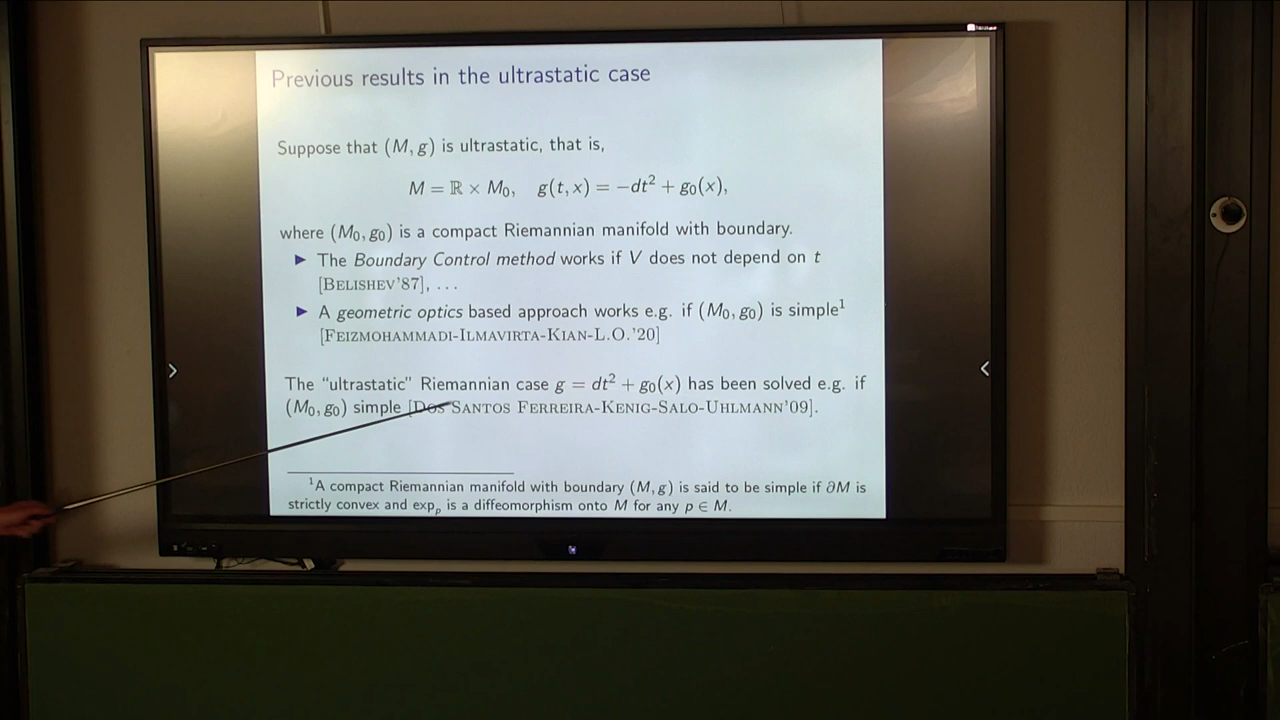 Previous results in the ultrastatic case
Suppose that (M, g) is ultrastatic, that is,
M = ℝ × M₀, g(t, x) = −dt² + g₀(x),
where (M₀, g₀) is a compact Riemannian manifold with boundary.
▶ The Boundary Control method works if V does not depend on t
[BELISHEV'87], ...
▶ A geometric optics based approach works e.g. if (M₀, g₀) is simple¹
[FEIZMOHAMMADI-ILMAVIRTA-KIAN-L.O.'20]
The “ultrastatic” Riemannian case g = dt² + g₀(x) has been solved e.g. if
(M₀, g₀) simple [DOS SANTOS FERREIRA-KENIG-SALO-UHLMANN'09].
¹A compact Riemannian manifold with boundary (M, g) is said to be simple if ∂M is
strictly convex and expₚ is a diffeomorphism onto M for any p ∈ M.